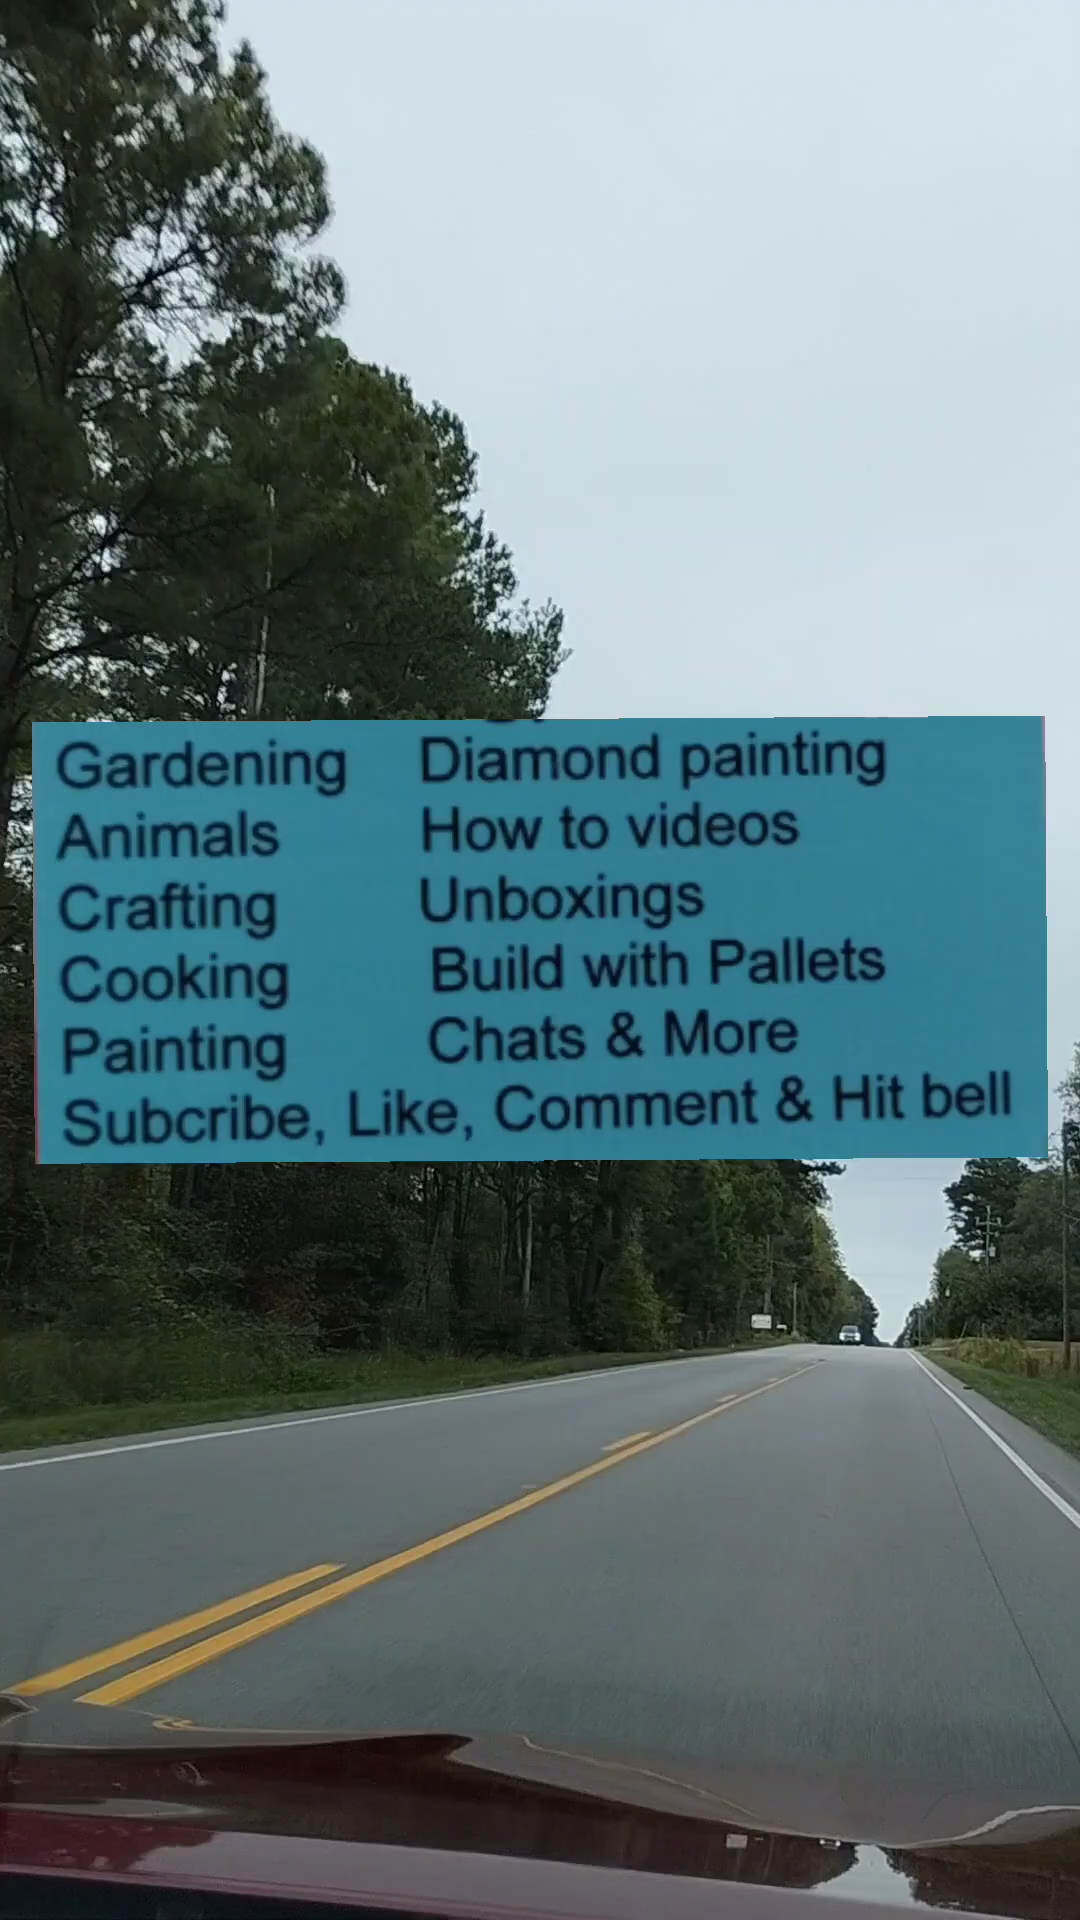 Gardening Diamond painting
Animals How to videos
Crafting Unboxings
Cooking Build with Pallets
Painting Chats & More
Subcribe, Like, Comment & Hit bell